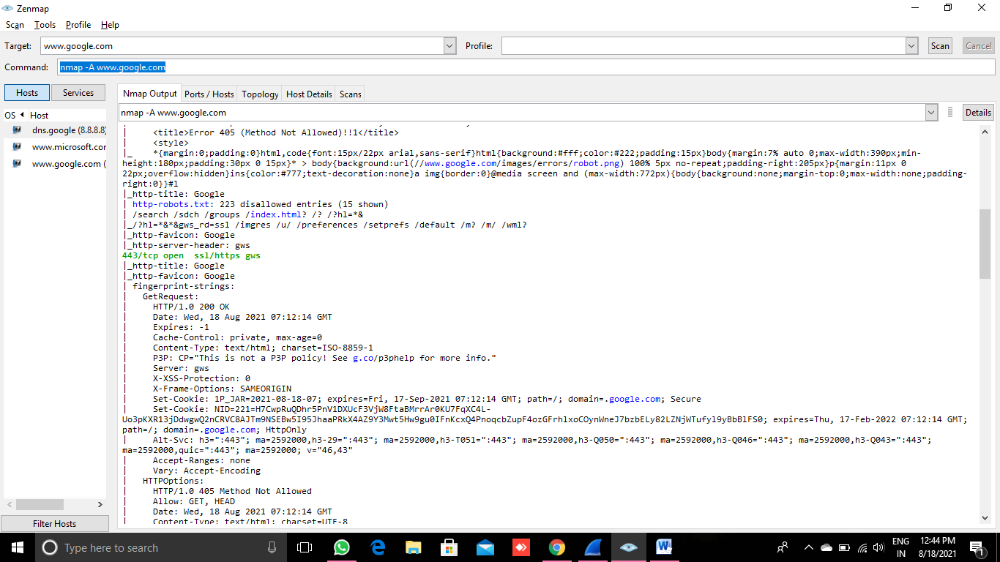 Zenmap
Scan Tools Profile Help
Target: www.google.com Profile: Scan Cancel
Command: nmap -A www.google.com
Hosts Services
Nmap Output Ports / Hosts Topology Host Details Scans
OS Host
dns.google (8.8.8.8)
www.microsoft.cor
www.google.com (
nmap -A www.google.com Details
| <title>Error 405 (Method Not Allowed)!!1</title>
| <style>
|_ *{margin:0;padding:0}html,code{font:15px/22px arial,sans-serif}html{background:#fff;color:#222;padding:15px}body{margin:7% auto 0;max-width:390px;min-
height:180px;padding:30px 0 15px}* > body{background:url(//www.google.com/images/errors/robot.png) 100% 5px no-repeat;padding-right:205px}p{margin:11px 0
22px;overflow:hidden}ins{color:#777;text-decoration:none}a img{border:0}@media screen and (max-width:772px){body{background:none;margin-top:0;max-width:none;padding-
right:0}}#l
|_http-title: Google
| http-robots.txt: 223 disallowed entries (15 shown)
| /search /sdch /groups /index.html? /? /?hl=*&
|_/?hl=*&*&gws_rd=ssl /imgres /u/ /preferences /setprefs /default /m? /m/ /wml?
|_http-favicon: Google
|_http-server-header: gws
443/tcp open ssl/https gws
|_http-title: Google
|_http-favicon: Google
| fingerprint-strings:
| GetRequest:
| HTTP/1.0 200 OK
| Date: Wed, 18 Aug 2021 07:12:14 GMT
| Expires: -1
| Cache-Control: private, max-age=0
| Content-Type: text/html; charset=ISO-8859-1
| P3P: CP="This is not a P3P policy! See g.co/p3phelp for more info."
| Server: gws
| X-XSS-Protection: 0
| X-Frame-Options: SAMEORIGIN
| Set-Cookie: 1P_JAR=2021-08-18-07; expires=Fri, 17-Sep-2021 07:12:14 GMT; path=/; domain=.google.com; Secure
| Set-Cookie: NID=221=H7CwpRuQDhr5PnV1DXUcF3VjW8FtaBMrrAr0KU7FqXC4L-
Uo3pKXR13jDdwgwQ2nCRVC8AJTm9NSEBw5I95JhaaPRkX4AZ9Y3Mwt5Hw9gu0IFnKcxQ4PnoqcbZupF4ozGFrhlxoCOynWneJ7bzbELy82LZNjWTufyl9yBbBlFS0; expires=Thu, 17-Feb-2022 07:12:14 GMT;
path=/; domain=.google.com; HttpOnly
| Alt-Svc: h3=":443"; ma=2592000,h3-29=":443"; ma=2592000,h3-T051=":443"; ma=2592000,h3-Q050=":443"; ma=2592000,h3-Q046=":443"; ma=2592000,h3-Q043=":443";
ma=2592000,quic=":443"; ma=2592000; v="46,43"
| Accept-Ranges: none
| Vary: Accept-Encoding
| HTTPOptions:
| HTTP/1.0 405 Method Not Allowed
| Allow: GET, HEAD
| Date: Wed, 18 Aug 2021 07:12:14 GMT
| Content-Type: text/html; charset=UTF-8
Filter Hosts
Type here to search
ENG
IN
12:44 PM
8/18/2021
1